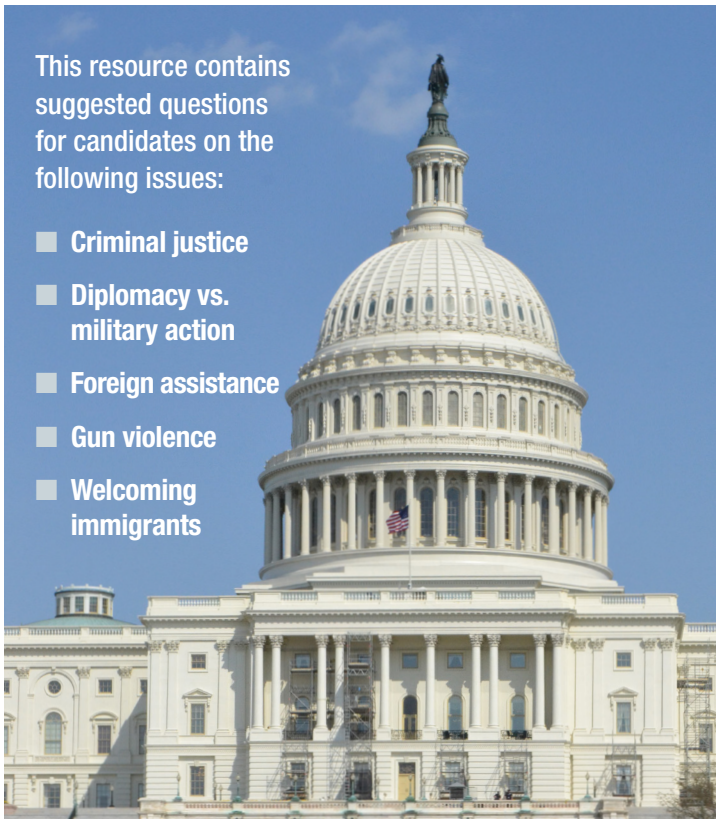 This resource contains
suggested questions
for candidates on the
following issues:
Criminal justice
Diplomacy vs.
military action
Foreign assistance
Gun violence
Welcoming
immigrants